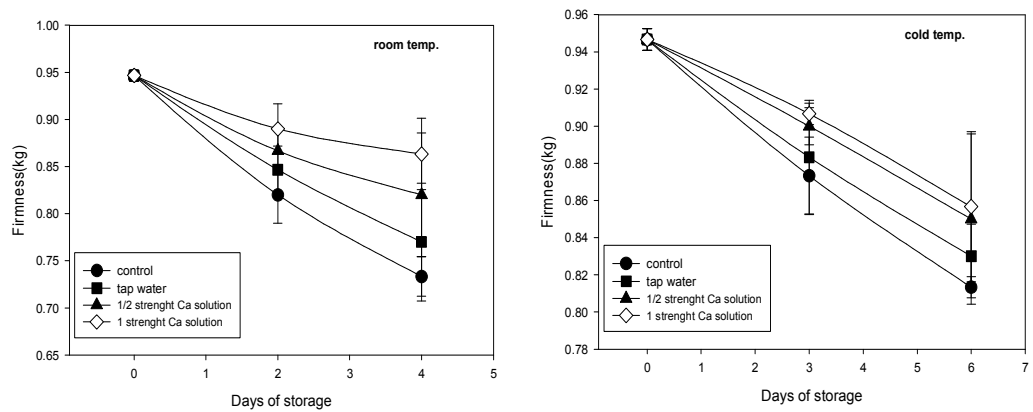 room temp.
Firmness(kg)
1.00
0.95
0.90
0.85
0.80
0.75
0.70
0.65
control
tap water
1/2 strenght Ca solution
1 strenght Ca solution
0 1 2 3 4 5
Days of storage
cold temp.
Firmness(kg)
0.96
0.94
0.92
0.90
0.88
0.86
0.84
0.82
0.80
0.78
control
tap water
1/2 strenght Ca solution
1 strenght Ca solution
0 1 2 3 4 5 6 7
Days of storage